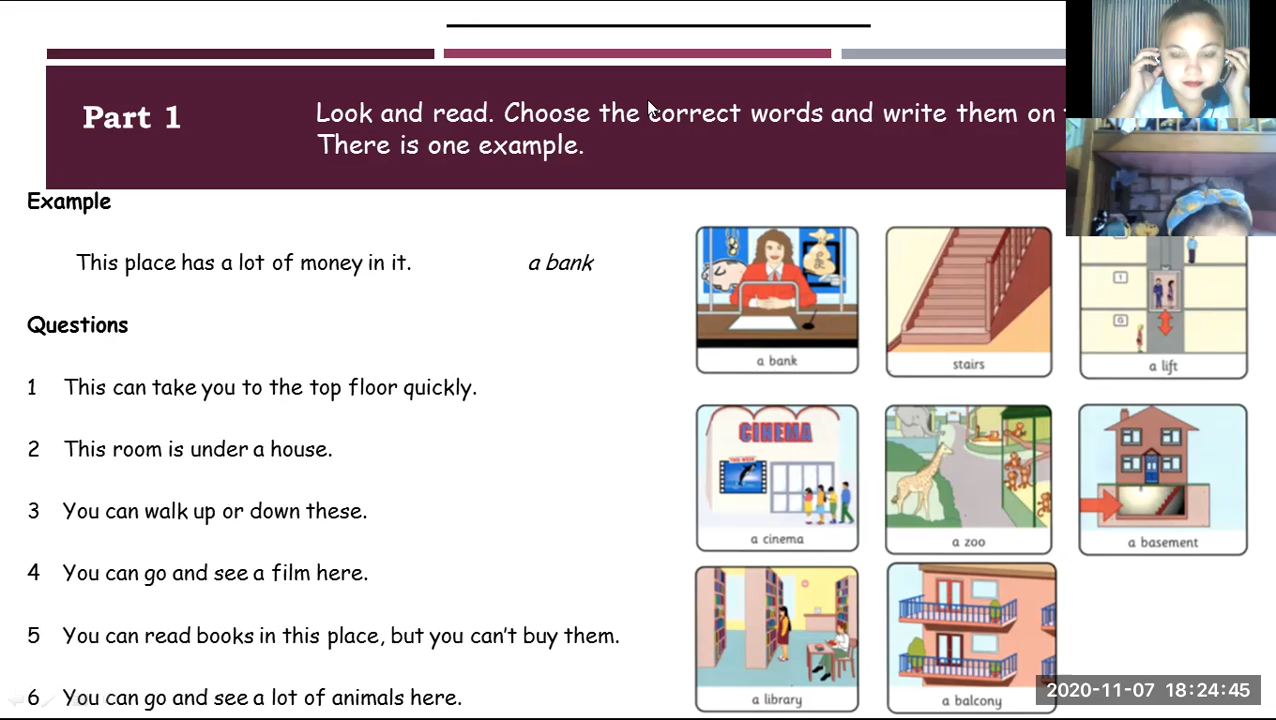 Part 1
Look and read. Choose the correct words and write them on
There is one example.
Example
This place has a lot of money in it.
a bank
Questions
1 This can take you to the top floor quickly.
2 This room is under a house.
3 You can walk up or down these.
4 You can go and see a film here.
5 You can read books in this place, but you can't buy them.
6 You can go and see a lot of animals here.
a bank
stairs
1
G
a lift
CINEMA
THIS WEEK
a cinema
a zoo
a basement
a library
a balcony
2020-11-07 18:24:45